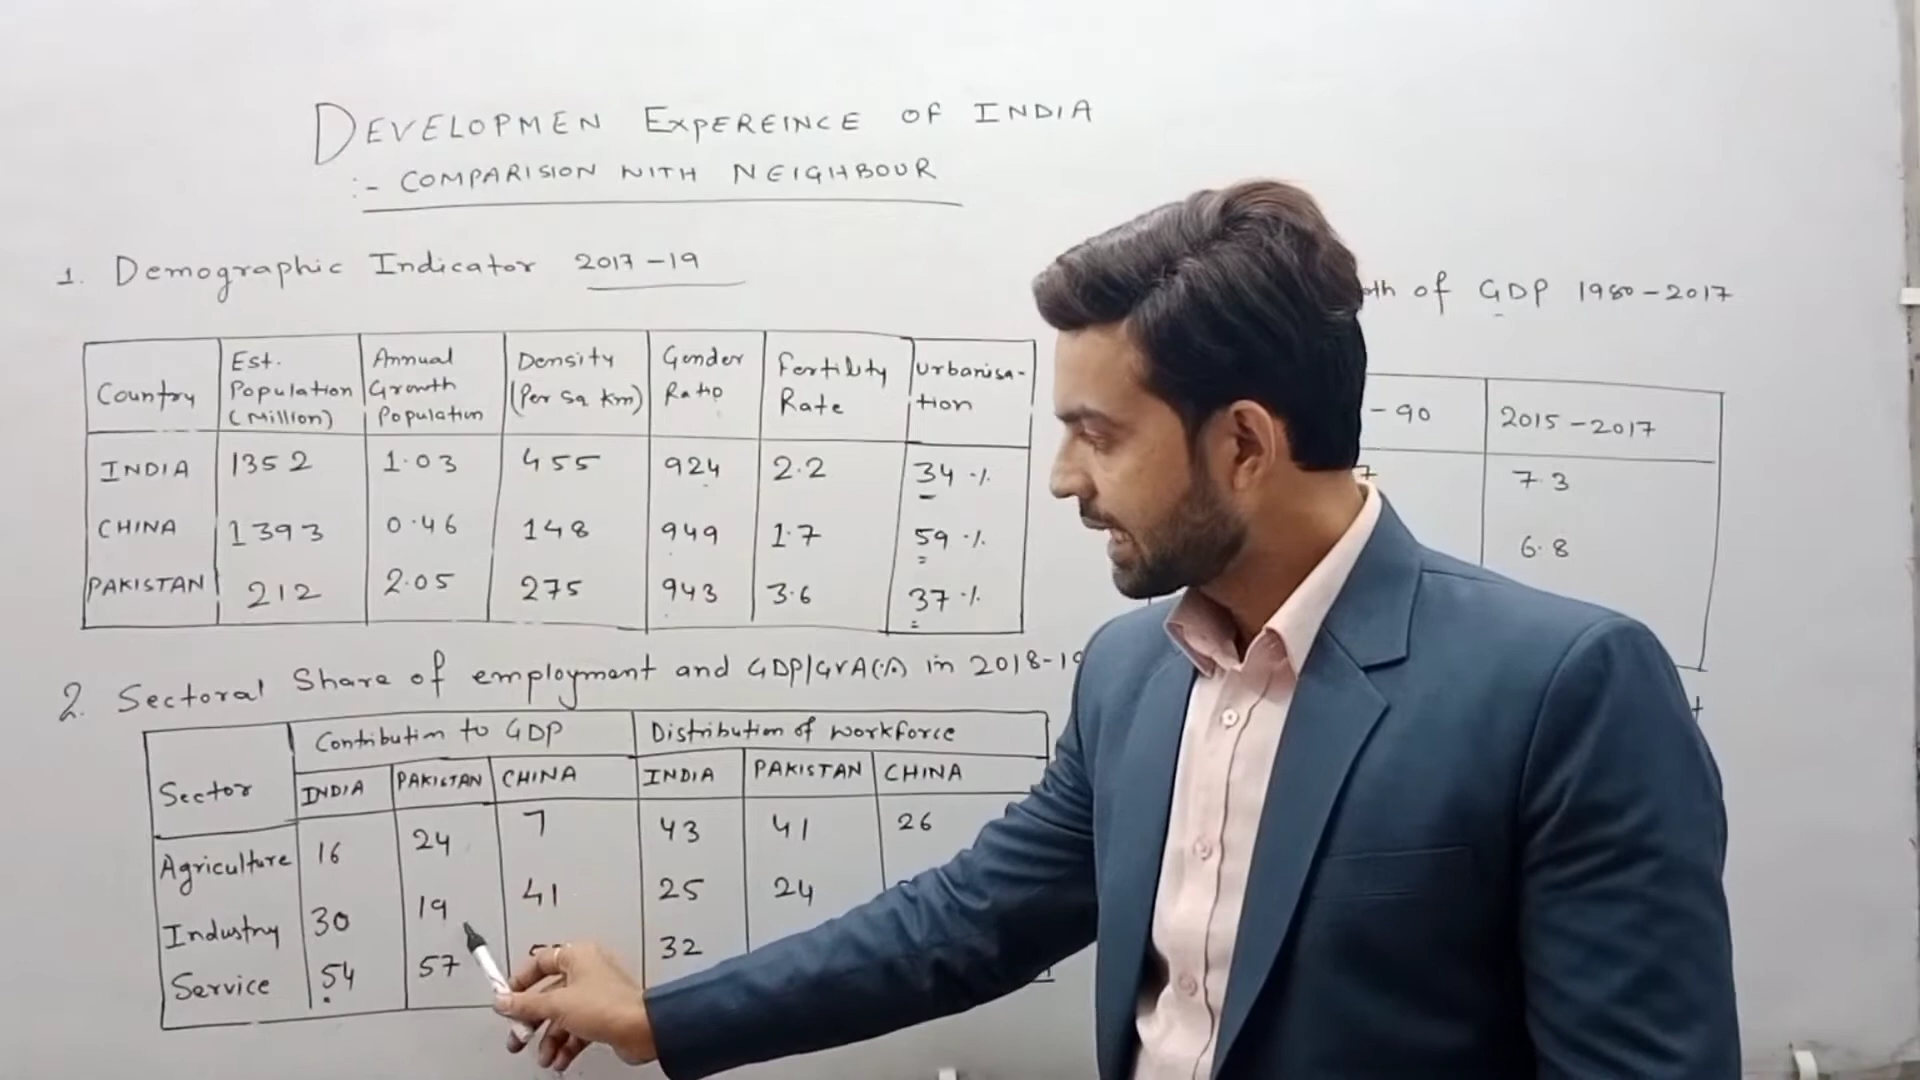 DEVELOPMEN EXPEREINCE OF INDIA
:- COMPARISION WITH NEIGHBOUR
1. Demographic Indicator 2017-19
Country Est. Population (Million) Annual Growth Population Density (Per Sq Km) Gender Ratio Fertility Rate Urbanisa-tion
INDIA 1352 1.03 455 924 2.2 34 %
CHINA 1393 0.46 148 949 1.7 59 %
PAKISTAN 212 2.05 275 943 3.6 37 %
2. Sectoral Share of employment and GDP/GVA(%) in 2018-19
Sector Contribution to GDP Distribution of workforce
INDIA PAKISTAN CHINA INDIA PAKISTAN CHINA
Agriculture 16 24 7 43 41 26
Industry 30 19 41 25 24
Service 54 57 32
of GDP 1980-2017
-90 2015-2017
7.3
6.8